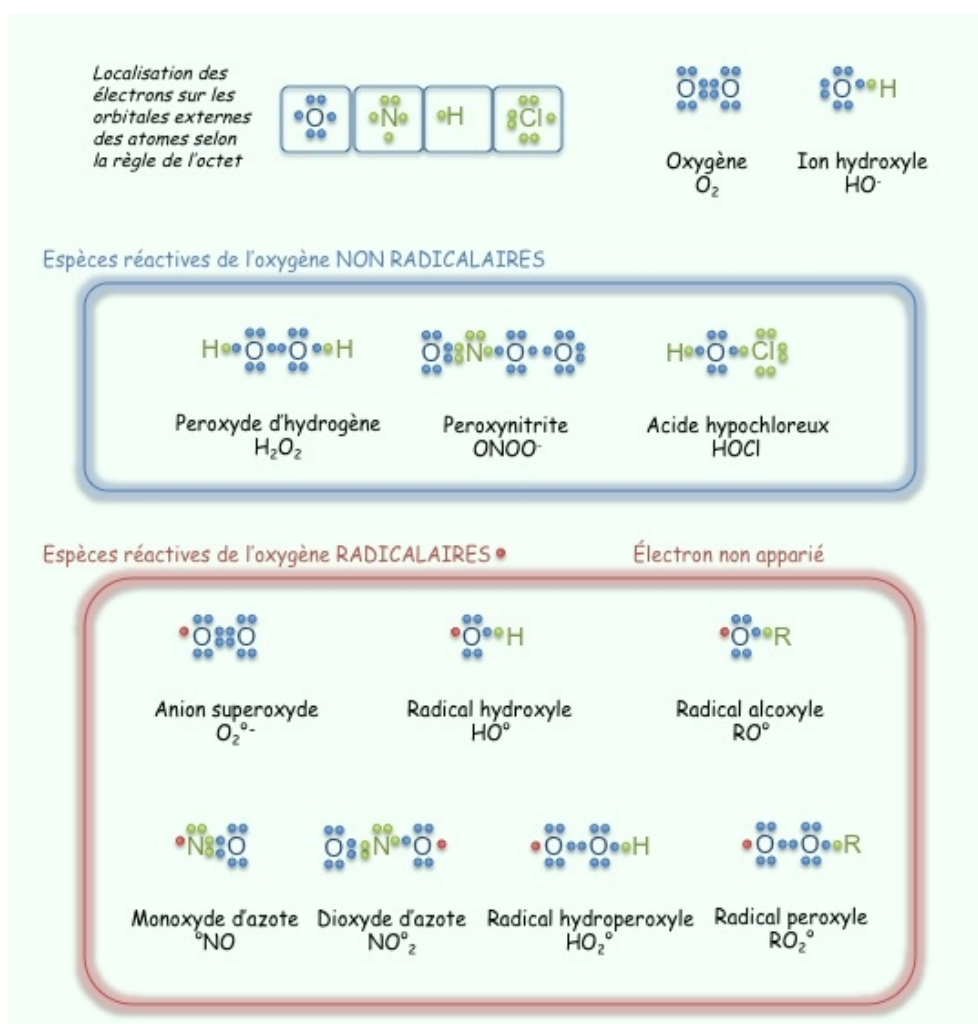 Localisation des
électrons sur les
orbitales externes
des atomes selon
la règle de l'octet
O N H Cl
O O
Oxygène
O₂
O H
Ion hydroxyle
HO⁻
Espèces réactives de l'oxygène NON RADICALAIRES
H O O H
Peroxyde d'hydrogène
H₂O₂
O N O O
Peroxynitrite
ONOO⁻
H O Cl
Acide hypochloreux
HOCl
Espèces réactives de l'oxygène RADICALAIRES
Électron non apparié
O O
Anion superoxyde
O₂°⁻
O H
Radical hydroxyle
HO°
O R
Radical alcoxyle
RO°
N O
Monoxyde d'azote
°NO
O N O
Dioxyde d'azote
NO°₂
O O H
Radical hydroperoxyle
HO₂°
O O R
Radical peroxyle
RO₂°